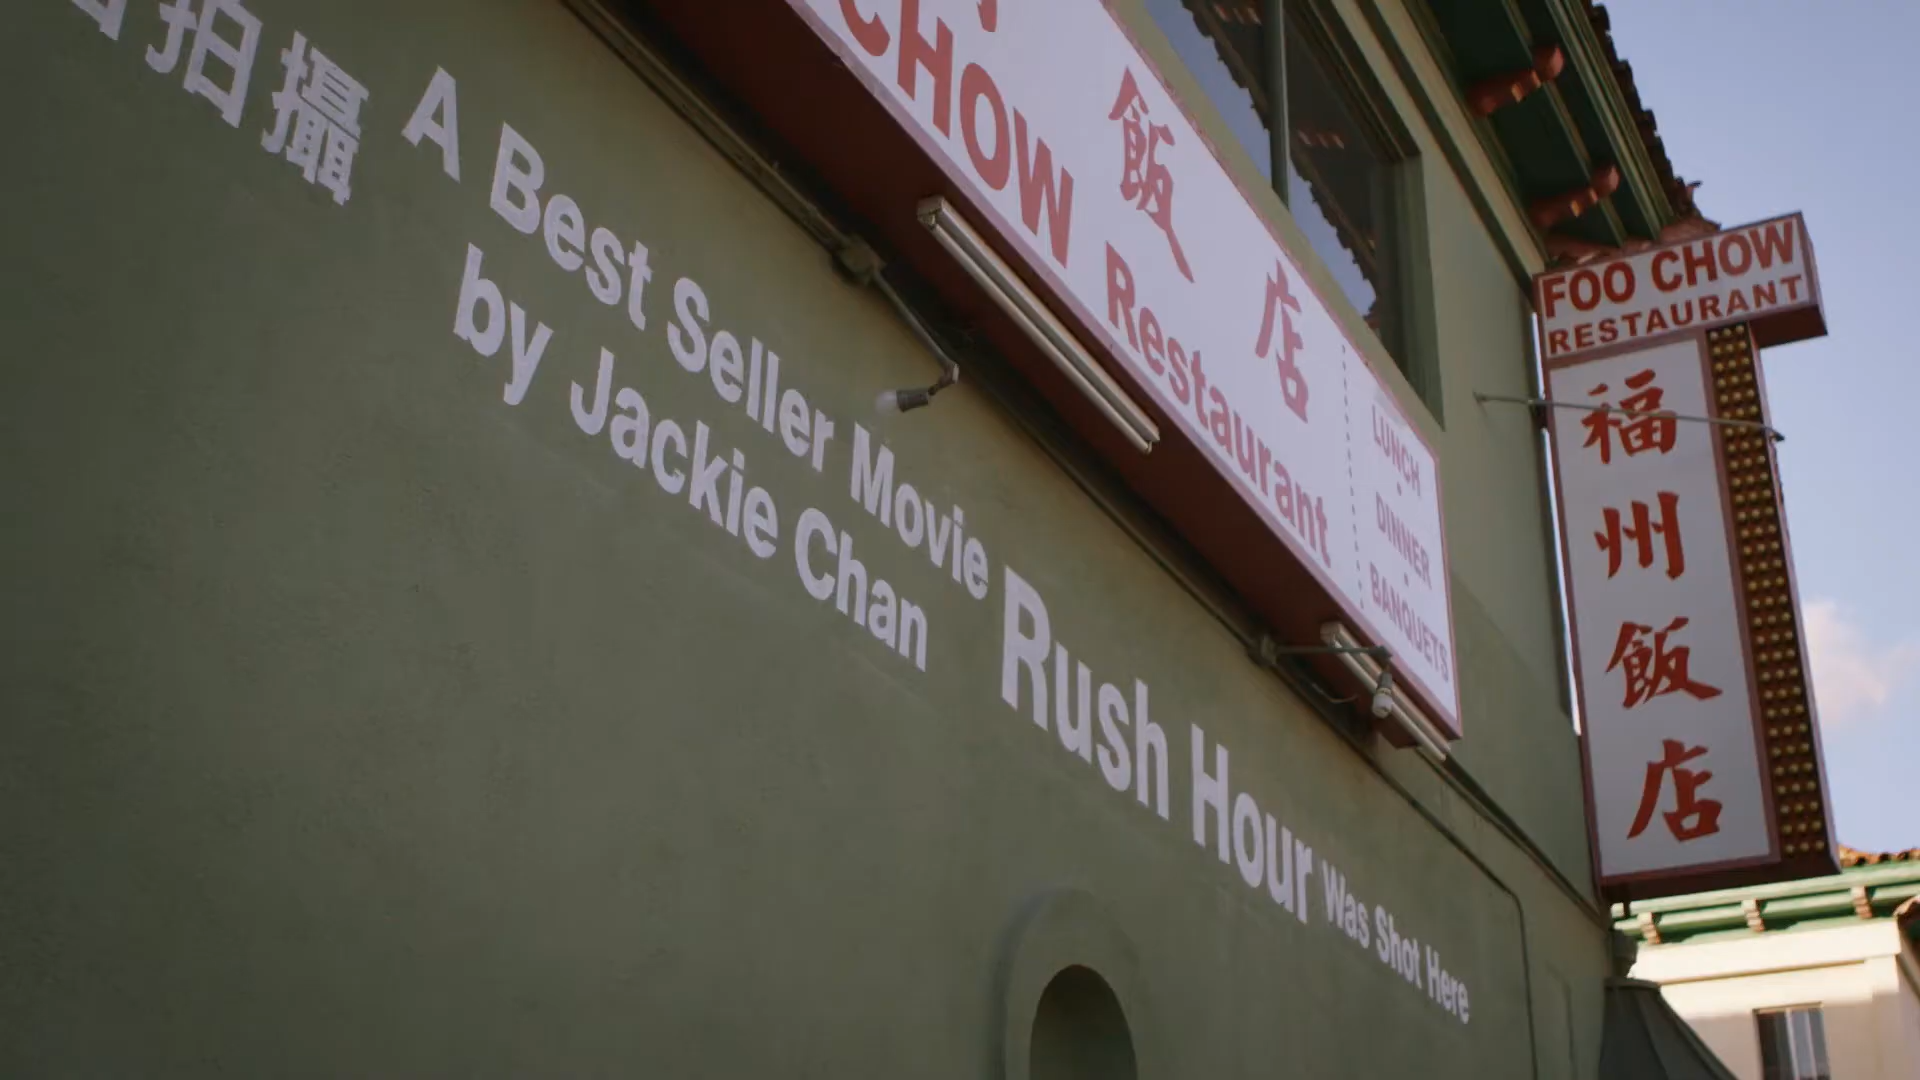 拍攝
A Best Seller Movie
by Jackie Chan
Rush Hour
Was Shot Here
飯店
CHOW Restaurant
LUNCH
DINNER
BANQUETS
FOO CHOW
RESTAURANT
福州飯店